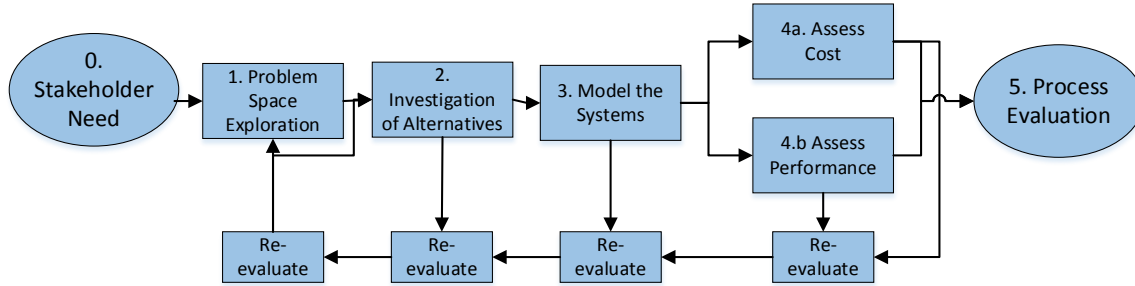 0.
Stakeholder
Need
1. Problem
Space
Exploration
2.
Investigation
of Alternatives
3. Model the
Systems
4a. Assess
Cost
4.b Assess
Performance
5. Process
Evaluation
Re-
evaluate
Re-
evaluate
Re-
evaluate
Re-
evaluate